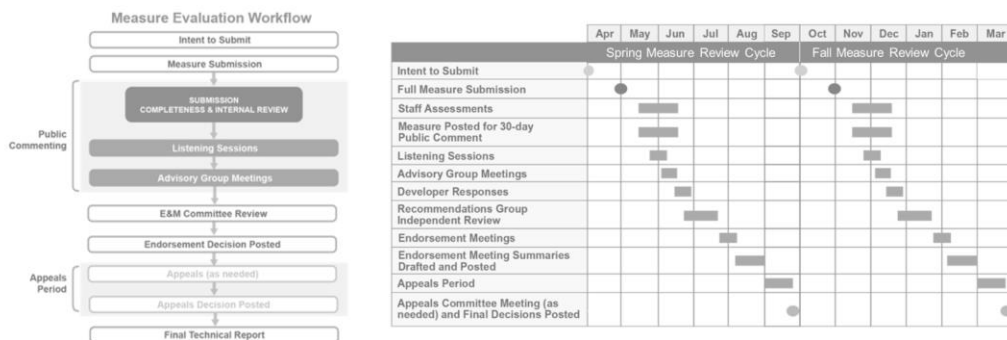 Measure Evaluation Workflow
Intent to Submit
Measure Submission
SUBMISSION
COMPLETENESS & INTERNAL REVIEW
Public
Commenting
Listening Sessions
Advisory Group Meetings
E&M Committee Review
Endorsement Decision Posted
Appeals
Period
Appeals (as needed)
Appeals Decision Posted
Final Technical Report
Apr May Jun Jul Aug Sep Oct Nov Dec Jan Feb Mar
Spring Measure Review Cycle Fall Measure Review Cycle
Intent to Submit
Full Measure Submission
Staff Assessments
Measure Posted for 30-day
Public Comment
Listening Sessions
Advisory Group Meetings
Developer Responses
Recommendations Group
Independent Review
Endorsement Meetings
Endorsement Meeting Summaries
Drafted and Posted
Appeals Period
Appeals Committee Meeting (as
needed) and Final Decisions Posted